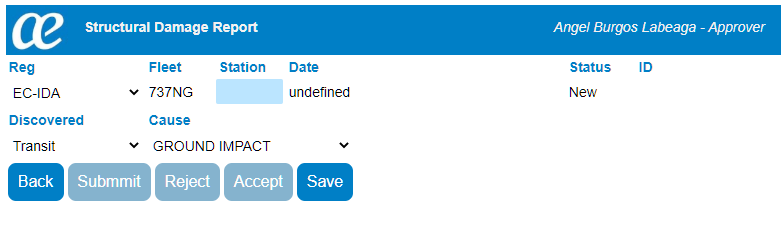 æ Structural Damage Report Angel Burgos Labeaga - Approver
Reg Fleet Station Date Status ID
EC-IDA 737NG undefined New
Discovered Cause
Transit GROUND IMPACT
Back Submmit Reject Accept Save